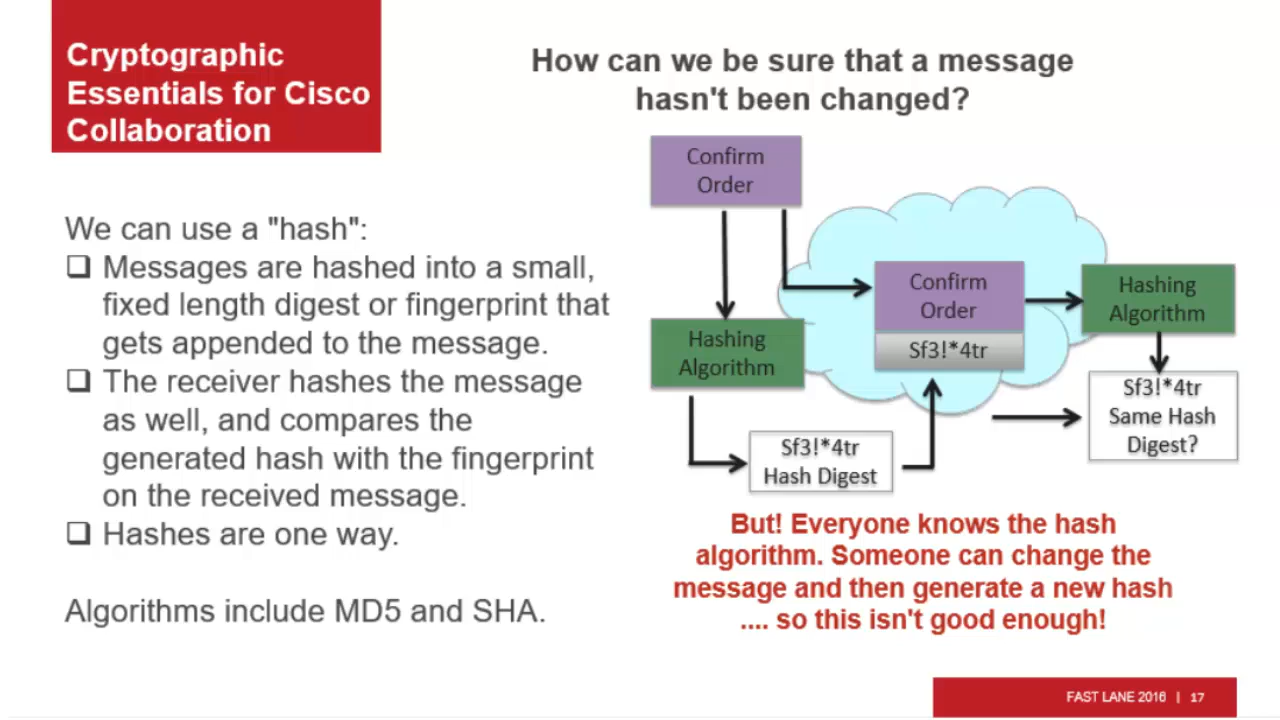 Cryptographic
Essentials for Cisco
Collaboration
How can we be sure that a message
hasn't been changed?
We can use a "hash":
❑ Messages are hashed into a small,
fixed length digest or fingerprint that
gets appended to the message.
❑ The receiver hashes the message
as well, and compares the
generated hash with the fingerprint
on the received message.
❑ Hashes are one way.
Algorithms include MD5 and SHA.
Confirm
Order
Hashing
Algorithm
Sf3!*4tr
Hash Digest
Confirm
Order
Sf3!*4tr
Hashing
Algorithm
Sf3!*4tr
Same Hash
Digest?
But! Everyone knows the hash
algorithm. Someone can change the
message and then generate a new hash
.... so this isn't good enough!
FAST LANE 2016 | 17